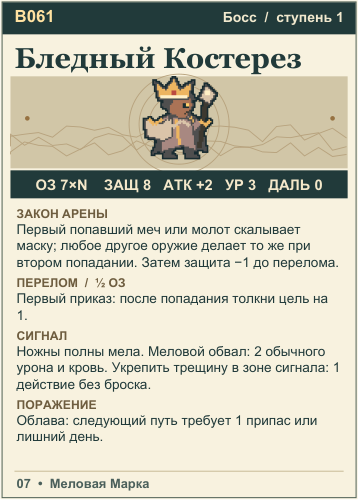 B061
Босс / ступень 1
Бледный Костерез
ОЗ 7×N ЗАЩ 8 АТК +2 УР 3 ДАЛЬ 0
ЗАКОН АРЕНЫ
Первый попавший меч или молот скалывает
маску; любое другое оружие делает то же при
втором попадании. Затем защита −1 до перелома.
ПЕРЕЛОМ / ½ ОЗ
Первый приказ: после попадания толкни цель на
1.
СИГНАЛ
Ножны полны мела. Меловой обвал: 2 обычного
урона и кровь. Укрепить трещину в зоне сигнала: 1
действие без броска.
ПОРАЖЕНИЕ
Облава: следующий путь требует 1 припас или
лишний день.
07 • Меловая Марка